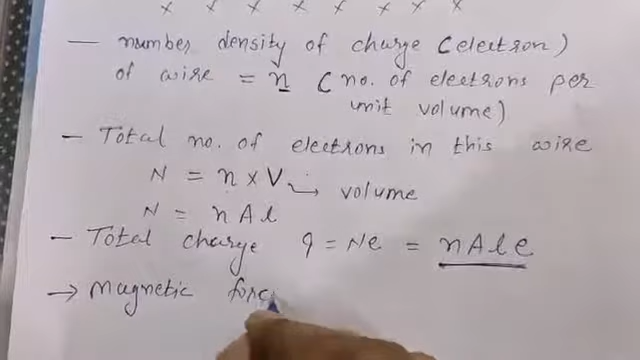 x x x x x x x
— number density of charge (electron)
of wire = n (no. of electrons per
unit volume)
- Total no. of electrons in this wire
N = n x V → volume
N = nAl
- Total charge q = Ne = nAle
→ Magnetic forc